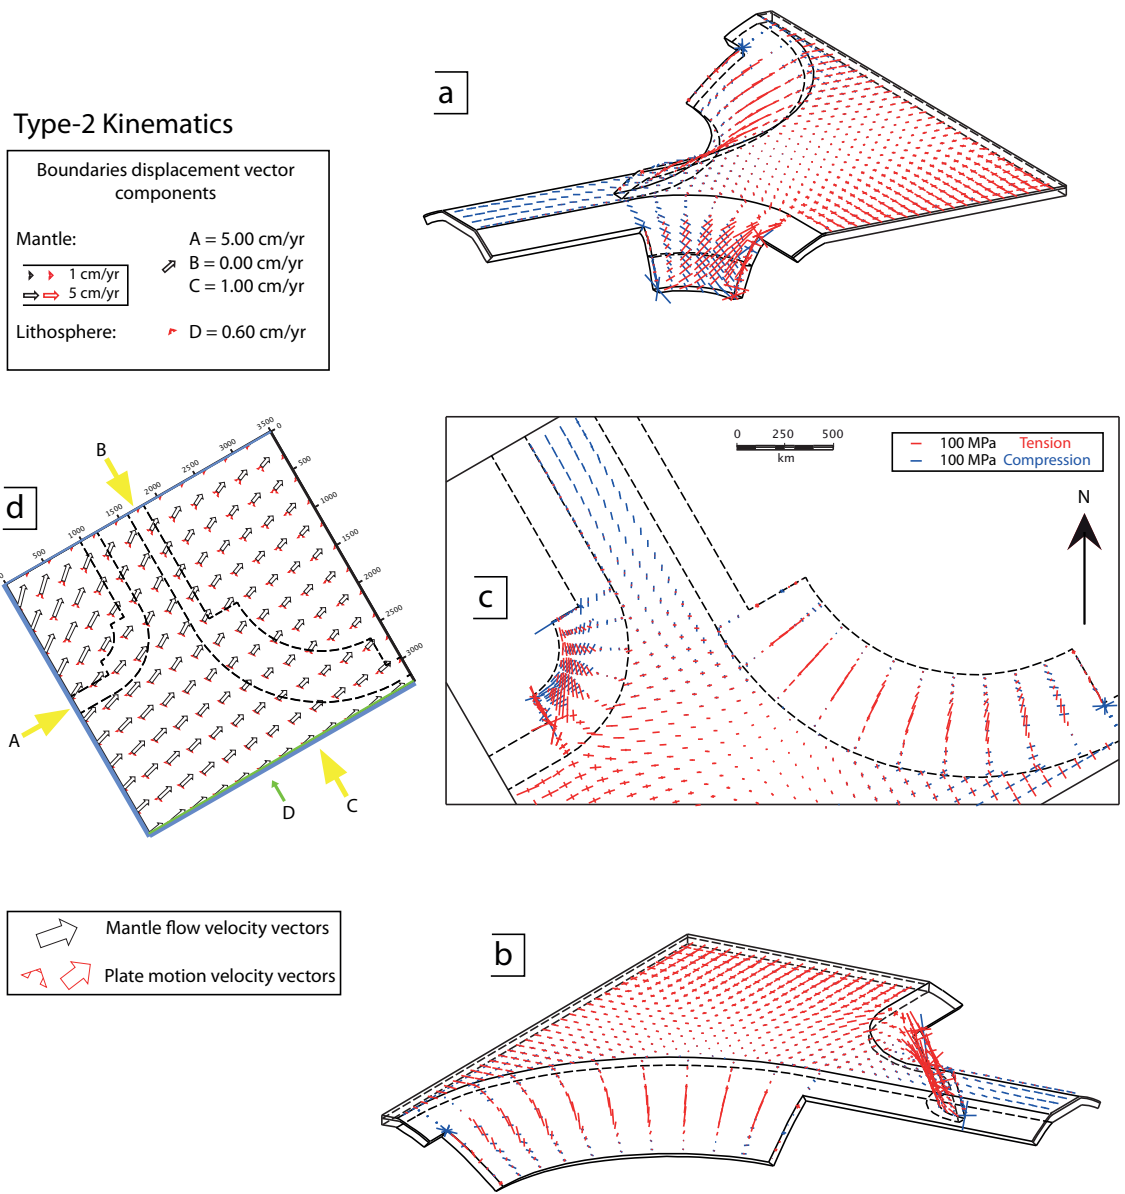 a
Type-2 Kinematics
Boundaries displacement vector
components
Mantle:
A = 5.00 cm/yr
1 cm/yr
B = 0.00 cm/yr
5 cm/yr
C = 1.00 cm/yr
Lithosphere:
D = 0.60 cm/yr
d
B
A
D
C
500
1000
1500
2000
2500
3000
3500
0
500
1000
1500
2000
2500
3000
0 250 500
km
100 MPa Tension
100 MPa Compression
N
c
Mantle flow velocity vectors
Plate motion velocity vectors
b